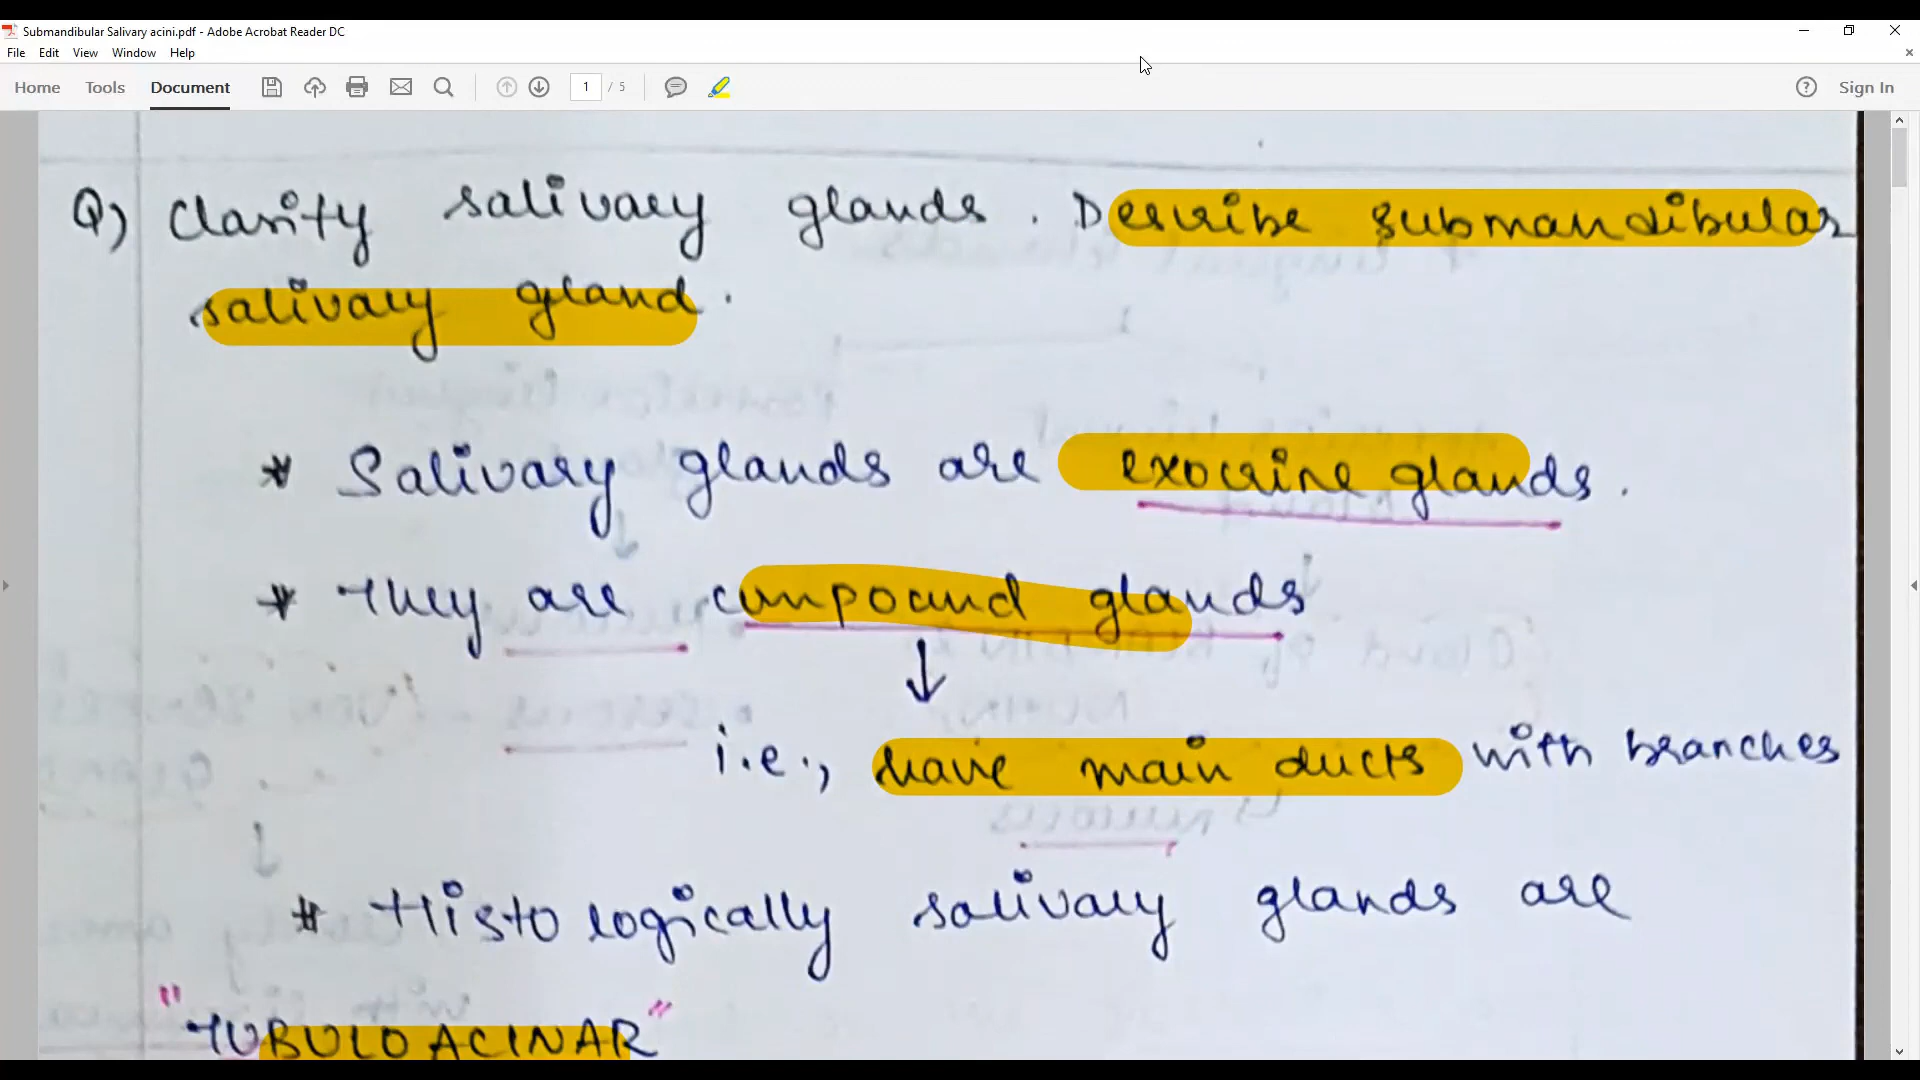 Submandibular Salivary acini.pdf - Adobe Acrobat Reader DC
File Edit View Window Help
Home Tools Document 1 / 5 Sign In
Q) Clarify salivary glands. Describe submandibular
salivary gland.
* Salivary glands are exocrine glands.
* They are compound glands
↓
i.e., have main ducts with branches
* Histologically salivary glands are
"TUBULOACINAR"